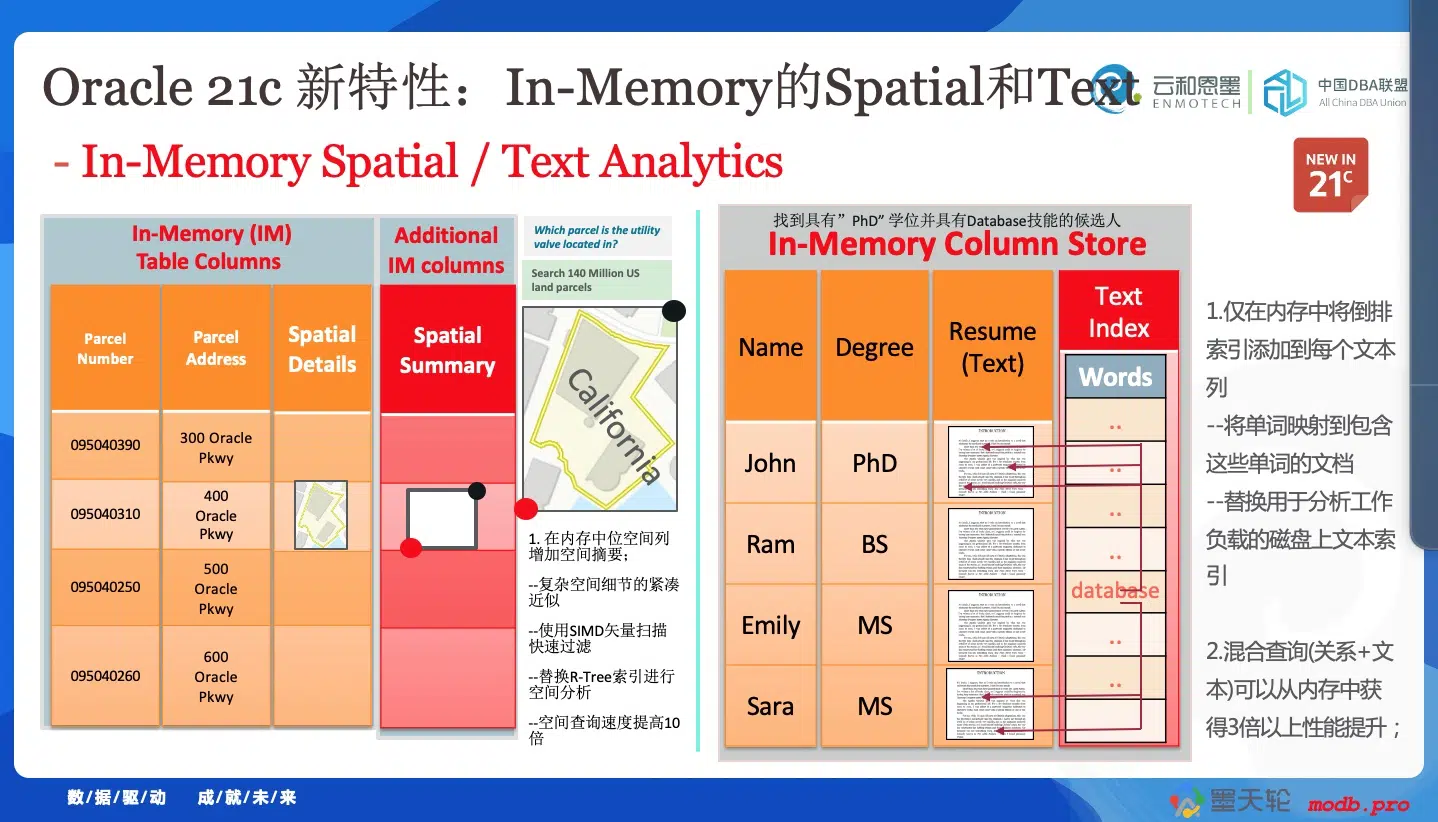 Oracle 21c 新特性：In-Memory的Spatial和Text
云和恩墨
ENMOTECH
中国DBA联盟
All China DBA Union
- In-Memory Spatial / Text Analytics
NEW IN
21c
In-Memory (IM)
Table Columns
Additional
IM columns
Parcel
Number
Parcel
Address
Spatial
Details
Spatial
Summary
095040390
300 Oracle
Pkwy
095040310
400
Oracle
Pkwy
095040250
500
Oracle
Pkwy
095040260
600
Oracle
Pkwy
Which parcel is the utility
valve located in?
Search 140 Million US
land parcels
California
1. 在内存中位空间列
增加空间摘要；
--复杂空间细节的紧凑
近似
--使用SIMD矢量扫描
快速过滤
--替换R-Tree索引进行
空间分析
--空间查询速度提高10
倍
找到具有”PhD” 学位并具有Database技能的候选人
In-Memory Column Store
Name
Degree
Resume
(Text)
Text
Index
Words
..
..
..
..
database
..
..
John
PhD
Ram
BS
Emily
MS
Sara
MS
1.仅在内存中将倒排
索引添加到每个文本
列
--将单词映射到包含
这些单词的文档
--替换用于分析工作
负载的磁盘上文本索
引
2.混合查询(关系+文
本)可以从内存中获
得3倍以上性能提升；
数/据/驱/动 成/就/未/来
墨天轮
modb.pro